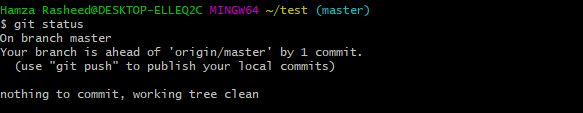 Hamza Rasheed@DESKTOP-ELLEQ2C MINGW64 ~/test (master)
$ git status
On branch master
Your branch is ahead of 'origin/master' by 1 commit.
  (use "git push" to publish your local commits)

nothing to commit, working tree clean